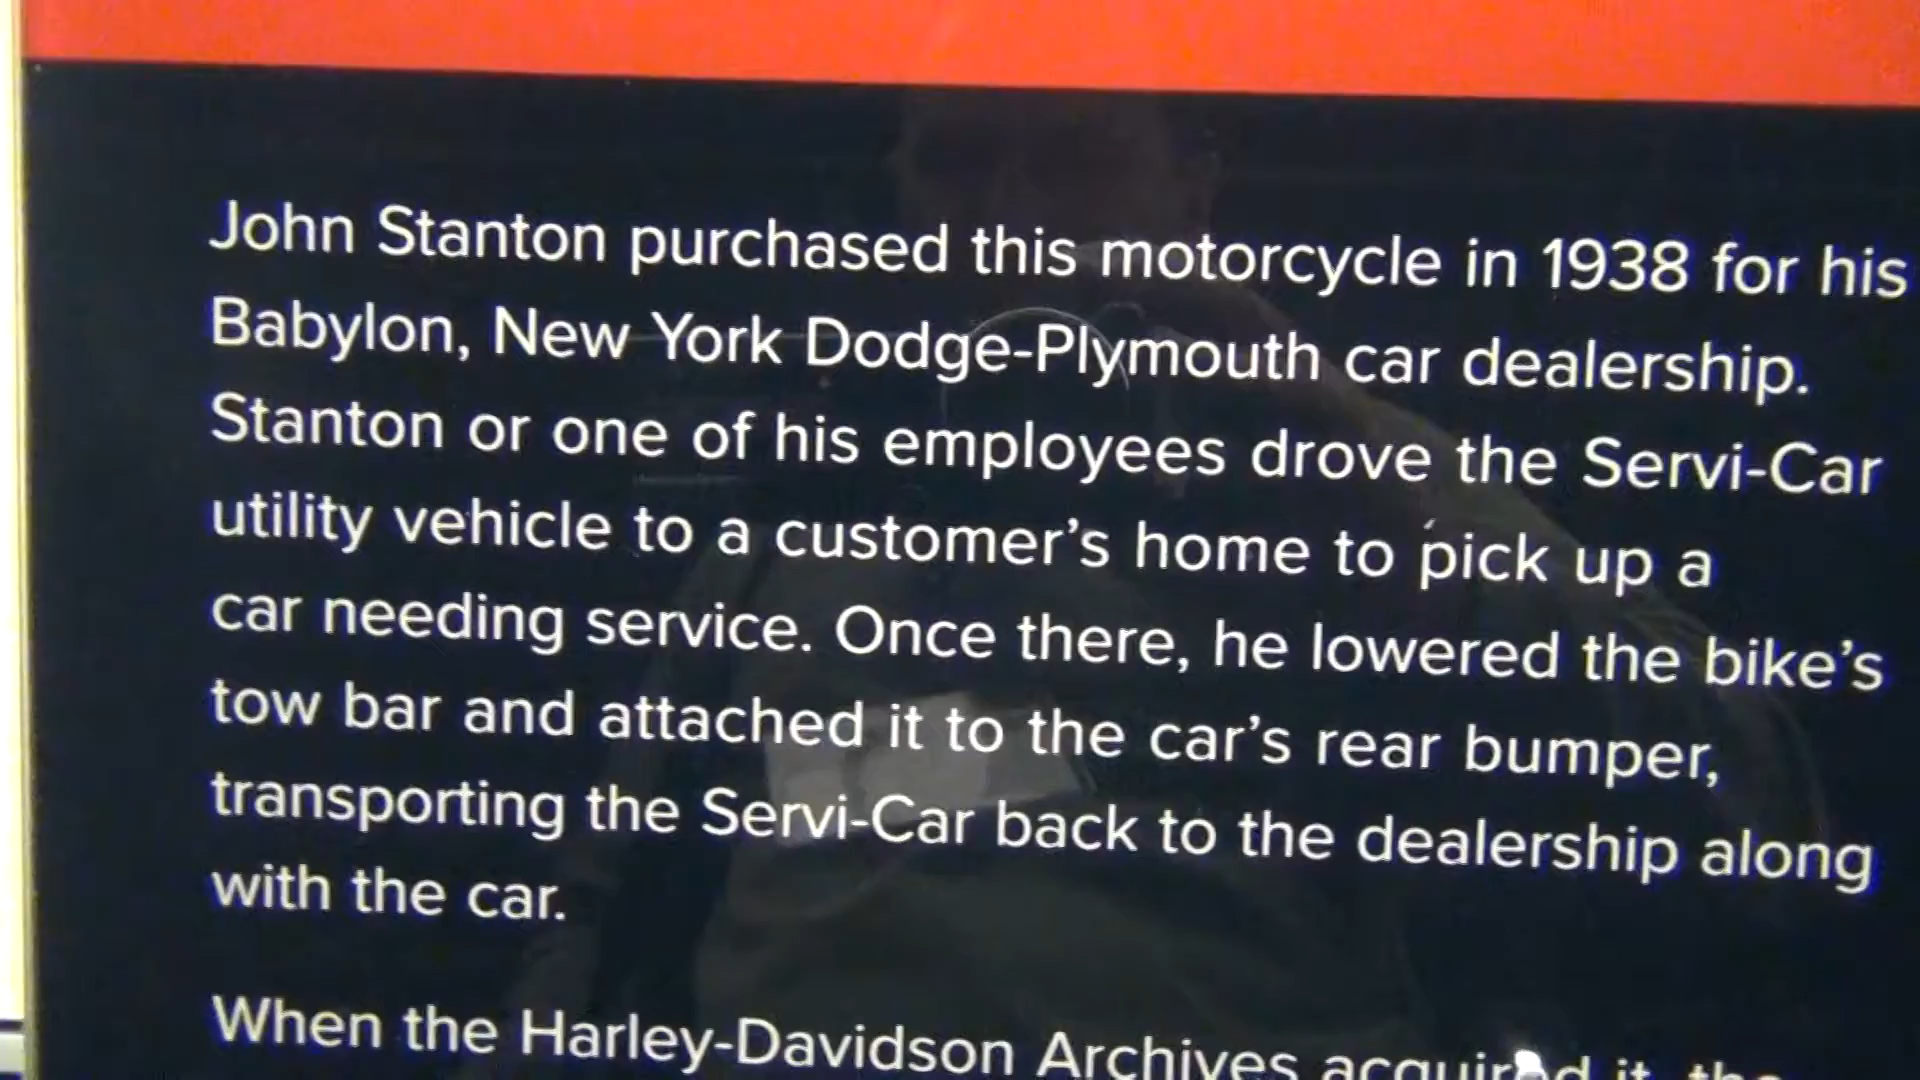 John Stanton purchased this motorcycle in 1938 for his
Babylon, New York Dodge-Plymouth car dealership.
Stanton or one of his employees drove the Servi-Car
utility vehicle to a customer’s home to pick up a
car needing service. Once there, he lowered the bike’s
tow bar and attached it to the car’s rear bumper,
transporting the Servi-Car back to the dealership along
with the car.
When the Harley-Davidson Archives acquired it, the